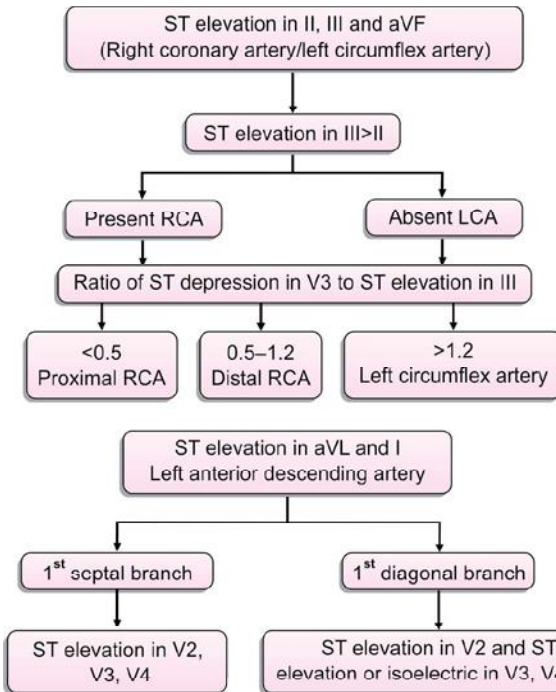 ST elevation in II, III and aVF
(Right coronary artery/left circumflex artery)
ST elevation in III>II
Present RCA
Absent LCA
Ratio of ST depression in V3 to ST elevation in III
<0.5
Proximal RCA
0.5–1.2
Distal RCA
>1.2
Left circumflex artery
ST elevation in aVL and I
Left anterior descending artery
1st septal branch
1st diagonal branch
ST elevation in V2,
V3, V4
ST elevation in V2 and ST
elevation or isoelectric in V3,